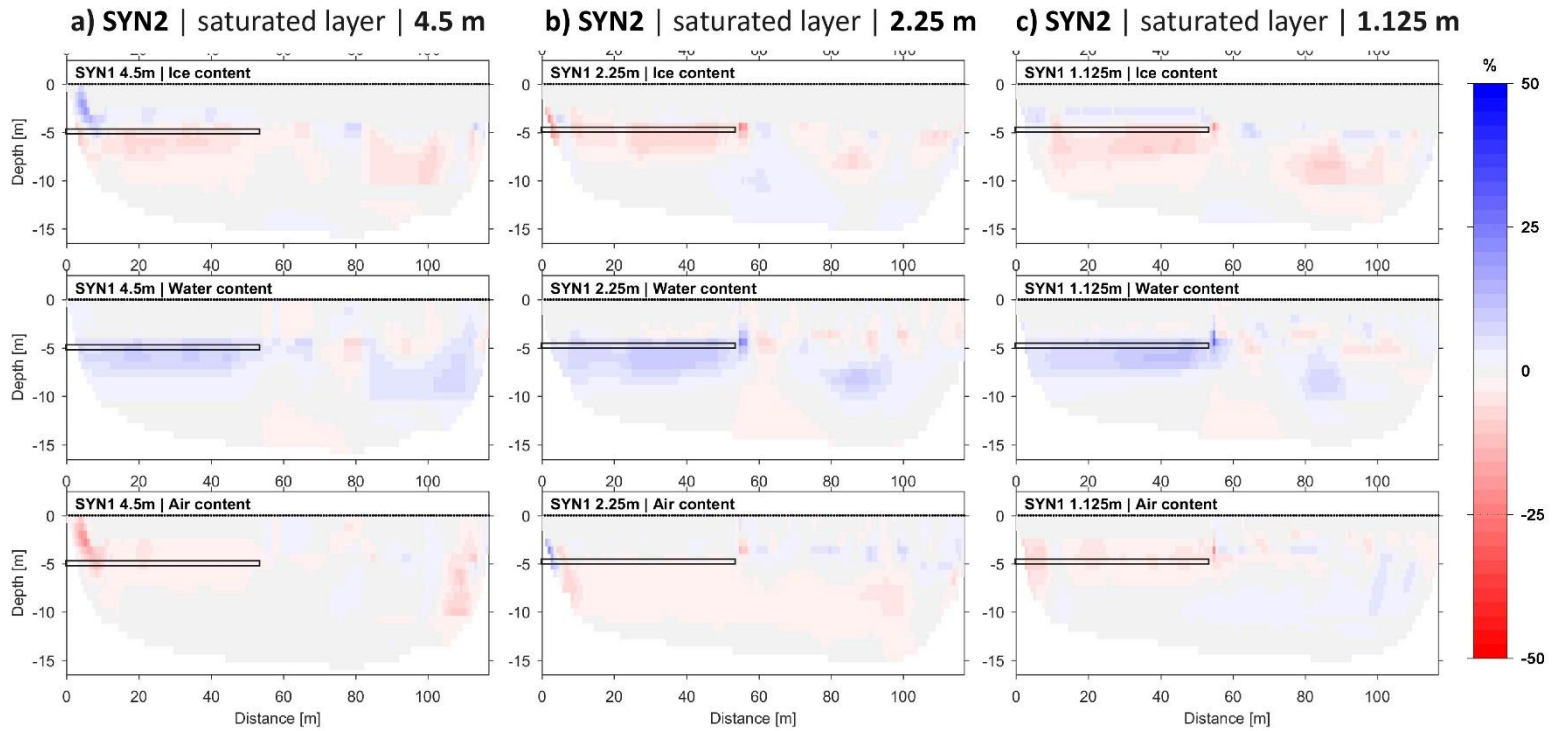 a) SYN2 | saturated layer | 4.5 m
b) SYN2 | saturated layer | 2.25 m
c) SYN2 | saturated layer | 1.125 m
SYN1 4.5m | Ice content
SYN1 2.25m | Ice content
SYN1 1.125m | Ice content
%
Depth [m]
0
-5
-10
-15
0 20 40 60 80 100
0
-5
-10
-15
0 20 40 60 80 100
0
-5
-10
-15
0 20 40 60 80 100
SYN1 4.5m | Water content
SYN1 2.25m | Water content
SYN1 1.125m | Water content
Depth [m]
0
-5
-10
-15
0 20 40 60 80 100
0
-5
-10
-15
0 20 40 60 80 100
0
-5
-10
-15
0 20 40 60 80 100
SYN1 4.5m | Air content
SYN1 2.25m | Air content
SYN1 1.125m | Air content
Depth [m]
0
-5
-10
-15
0 20 40 60 80 100
Distance [m]
0
-5
-10
-15
0 20 40 60 80 100
Distance [m]
0
-5
-10
-15
0 20 40 60 80 100
Distance [m]
50
25
0
-25
-50